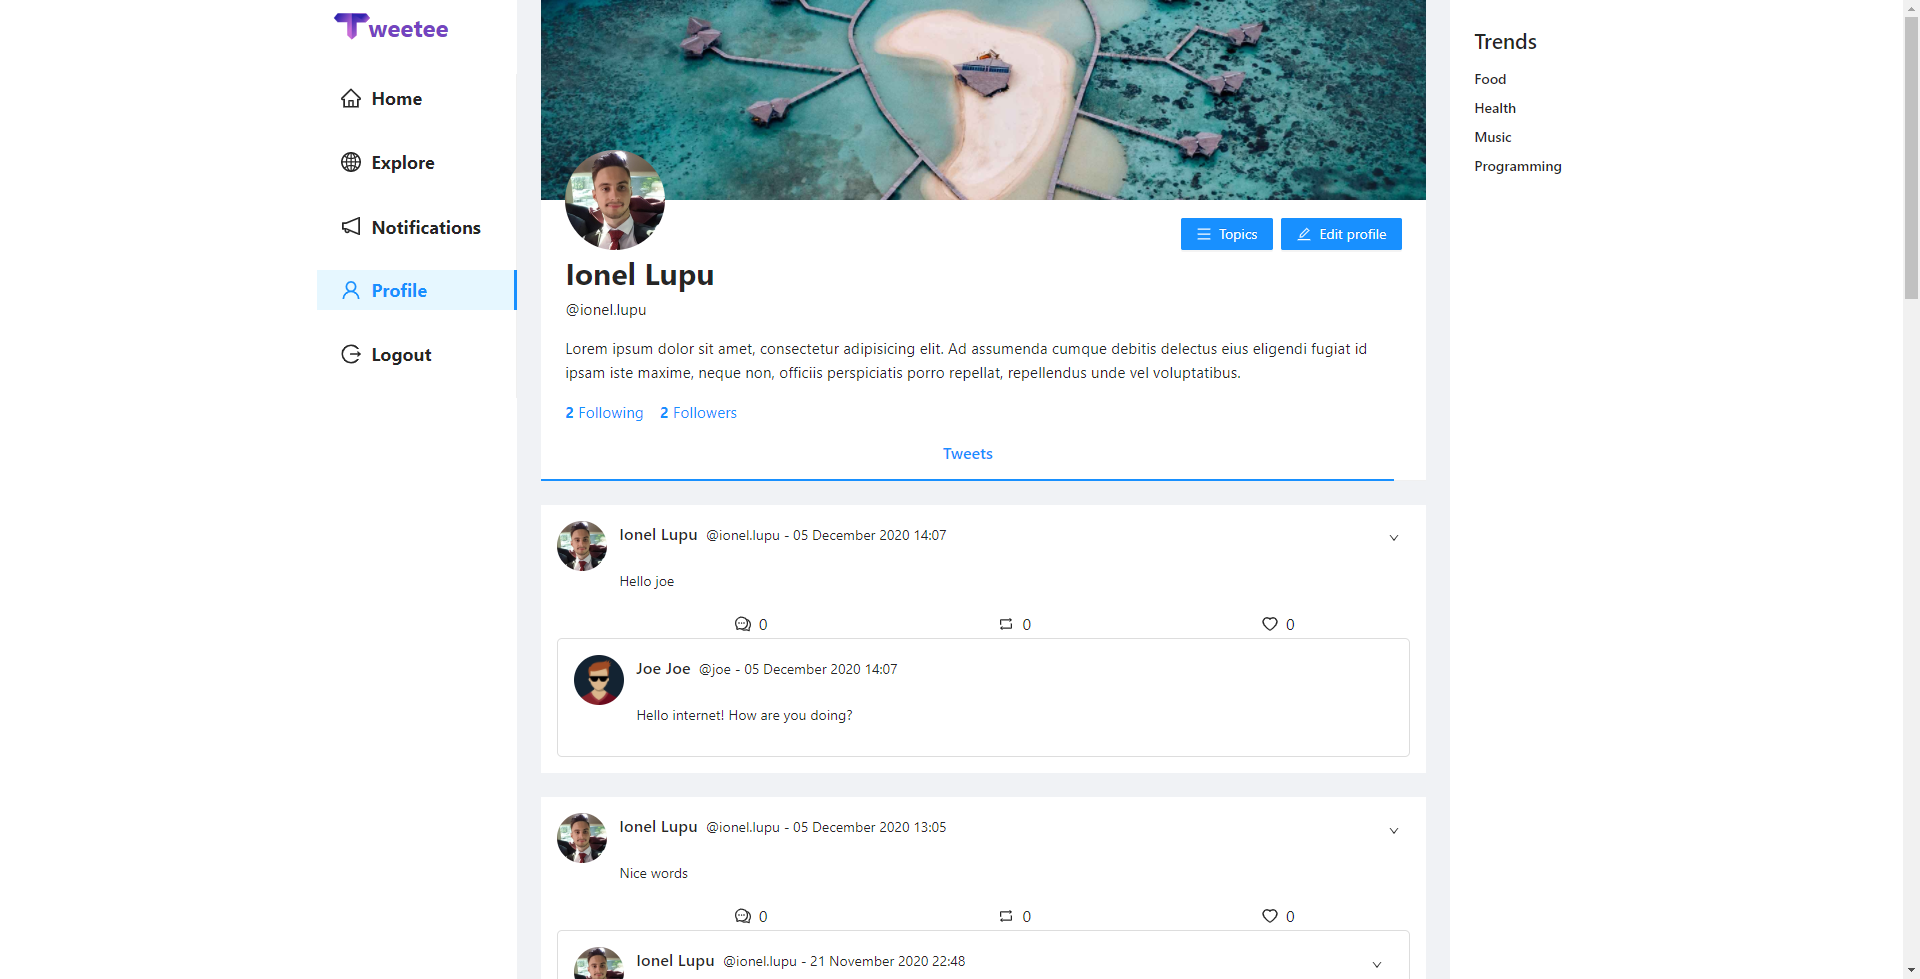 Tweetee
Home
Explore
Notifications
Profile
Logout
Topics
Edit profile
Ionel Lupu
@ionel.lupu
Lorem ipsum dolor sit amet, consectetur adipisicing elit. Ad assumenda cumque debitis delectus eius eligendi fugiat id
ipsam iste maxime, neque non, officiis perspiciatis porro repellat, repellendus unde vel voluptatibus.
2 Following 2 Followers
Tweets
Ionel Lupu @ionel.lupu - 05 December 2020 14:07
Hello joe
0 0 0
Joe Joe @joe - 05 December 2020 14:07
Hello internet! How are you doing?
Ionel Lupu @ionel.lupu - 05 December 2020 13:05
Nice words
0 0 0
Ionel Lupu @ionel.lupu - 21 November 2020 22:48
Trends
Food
Health
Music
Programming